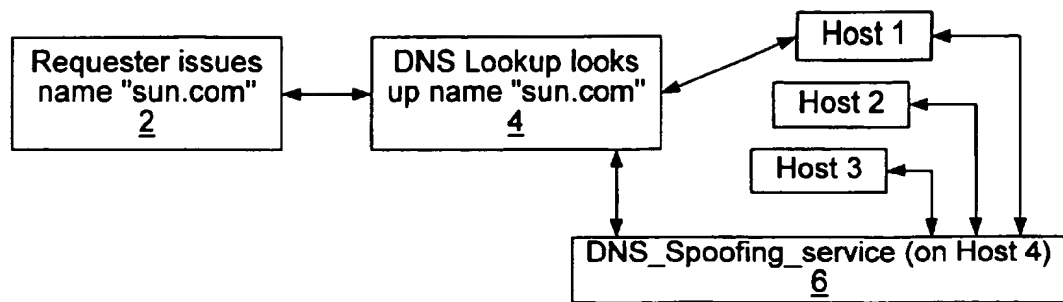 Requester issues
name "sun.com"
2
DNS Lookup looks
up name "sun.com"
4
Host 1
Host 2
Host 3
DNS_Spoofing_service (on Host 4)
6